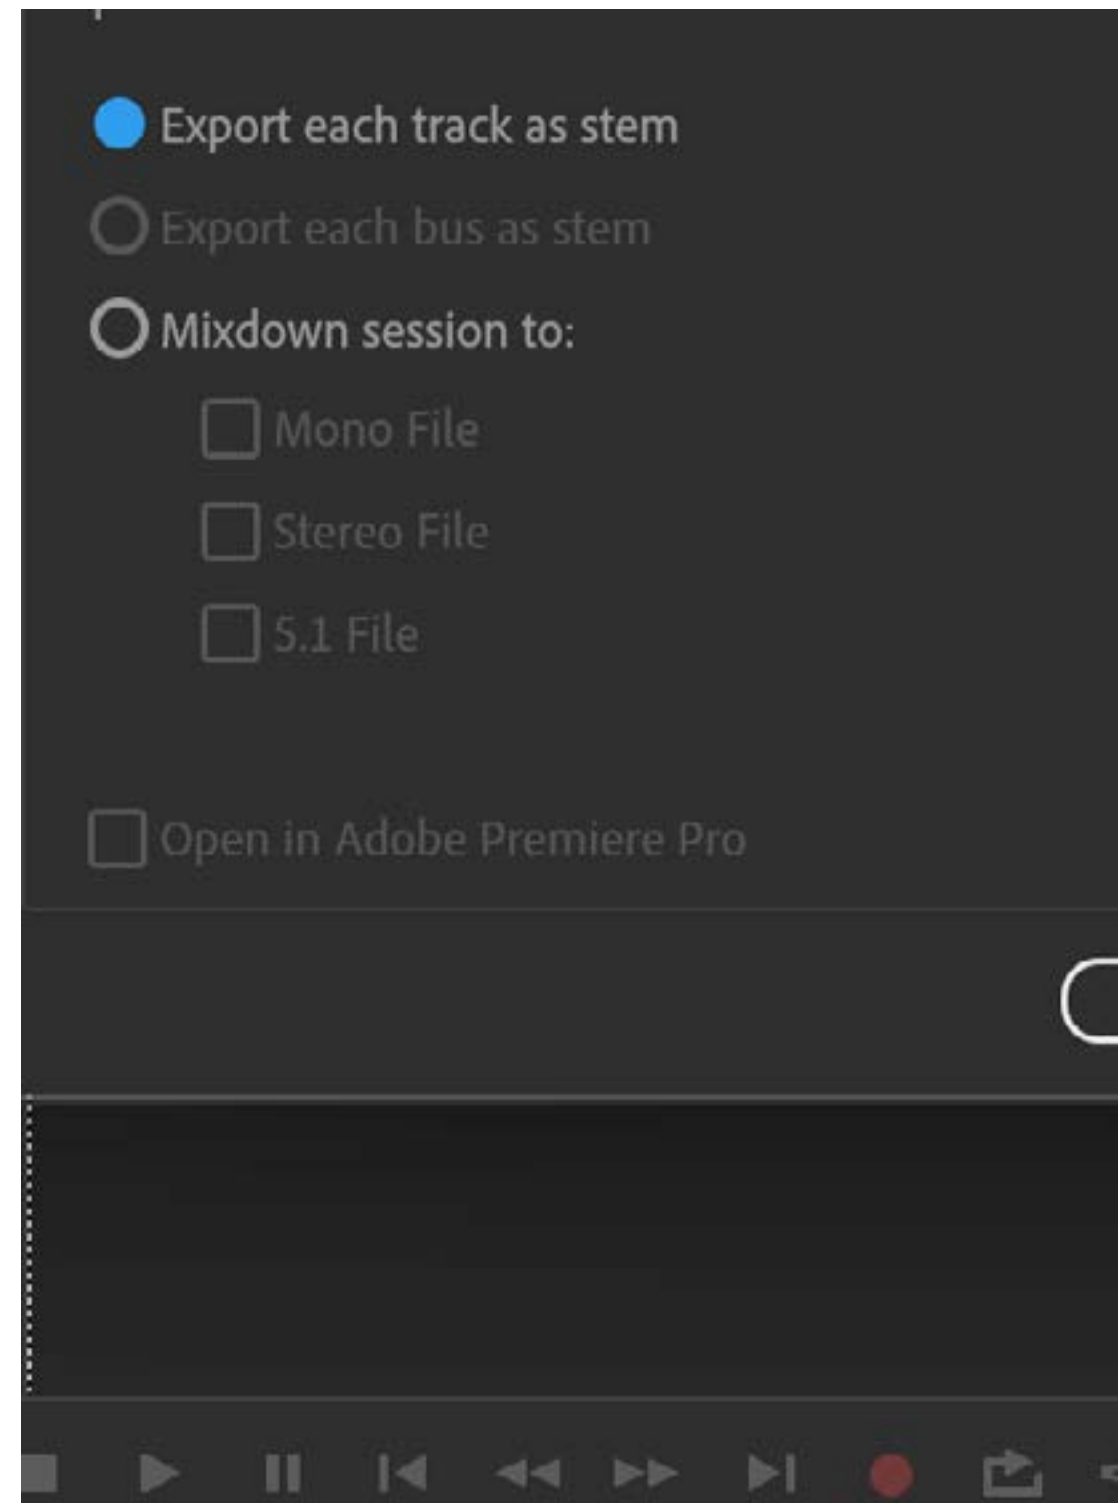 Export each track as stem
Export each bus as stem
Mixdown session to:
Mono File
Stereo File
5.1 File
Open in Adobe Premiere Pro